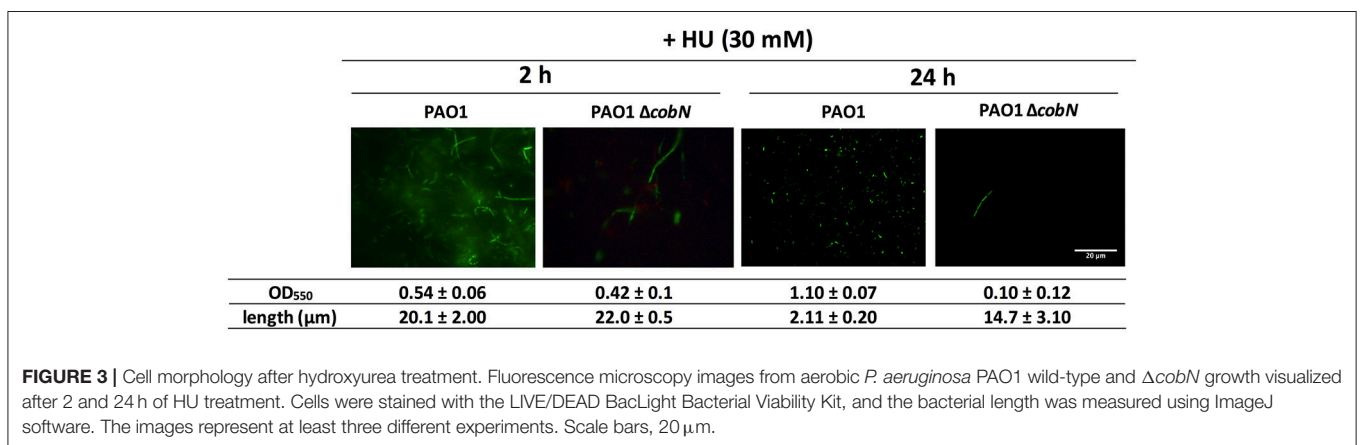 + HU (30 mM)
2 h 24 h
PAO1 PAO1 ΔcobN PAO1 PAO1 ΔcobN
20 µm
OD₅₅₀ 0.54 ± 0.06 0.42 ± 0.1 1.10 ± 0.07 0.10 ± 0.12
length (µm) 20.1 ± 2.00 22.0 ± 0.5 2.11 ± 0.20 14.7 ± 3.10
FIGURE 3 | Cell morphology after hydroxyurea treatment. Fluorescence microscopy images from aerobic P. aeruginosa PAO1 wild-type and ΔcobN growth visualized
after 2 and 24 h of HU treatment. Cells were stained with the LIVE/DEAD BacLight Bacterial Viability Kit, and the bacterial length was measured using ImageJ
software. The images represent at least three different experiments. Scale bars, 20 µm.